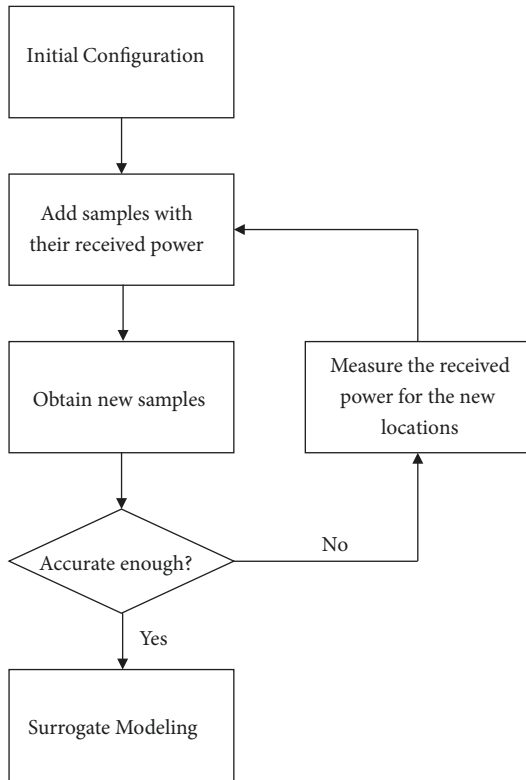 Initial Configuration
Add samples with
their received power
Obtain new samples
Measure the received
power for the new
locations
Accurate enough?
No
Yes
Surrogate Modeling